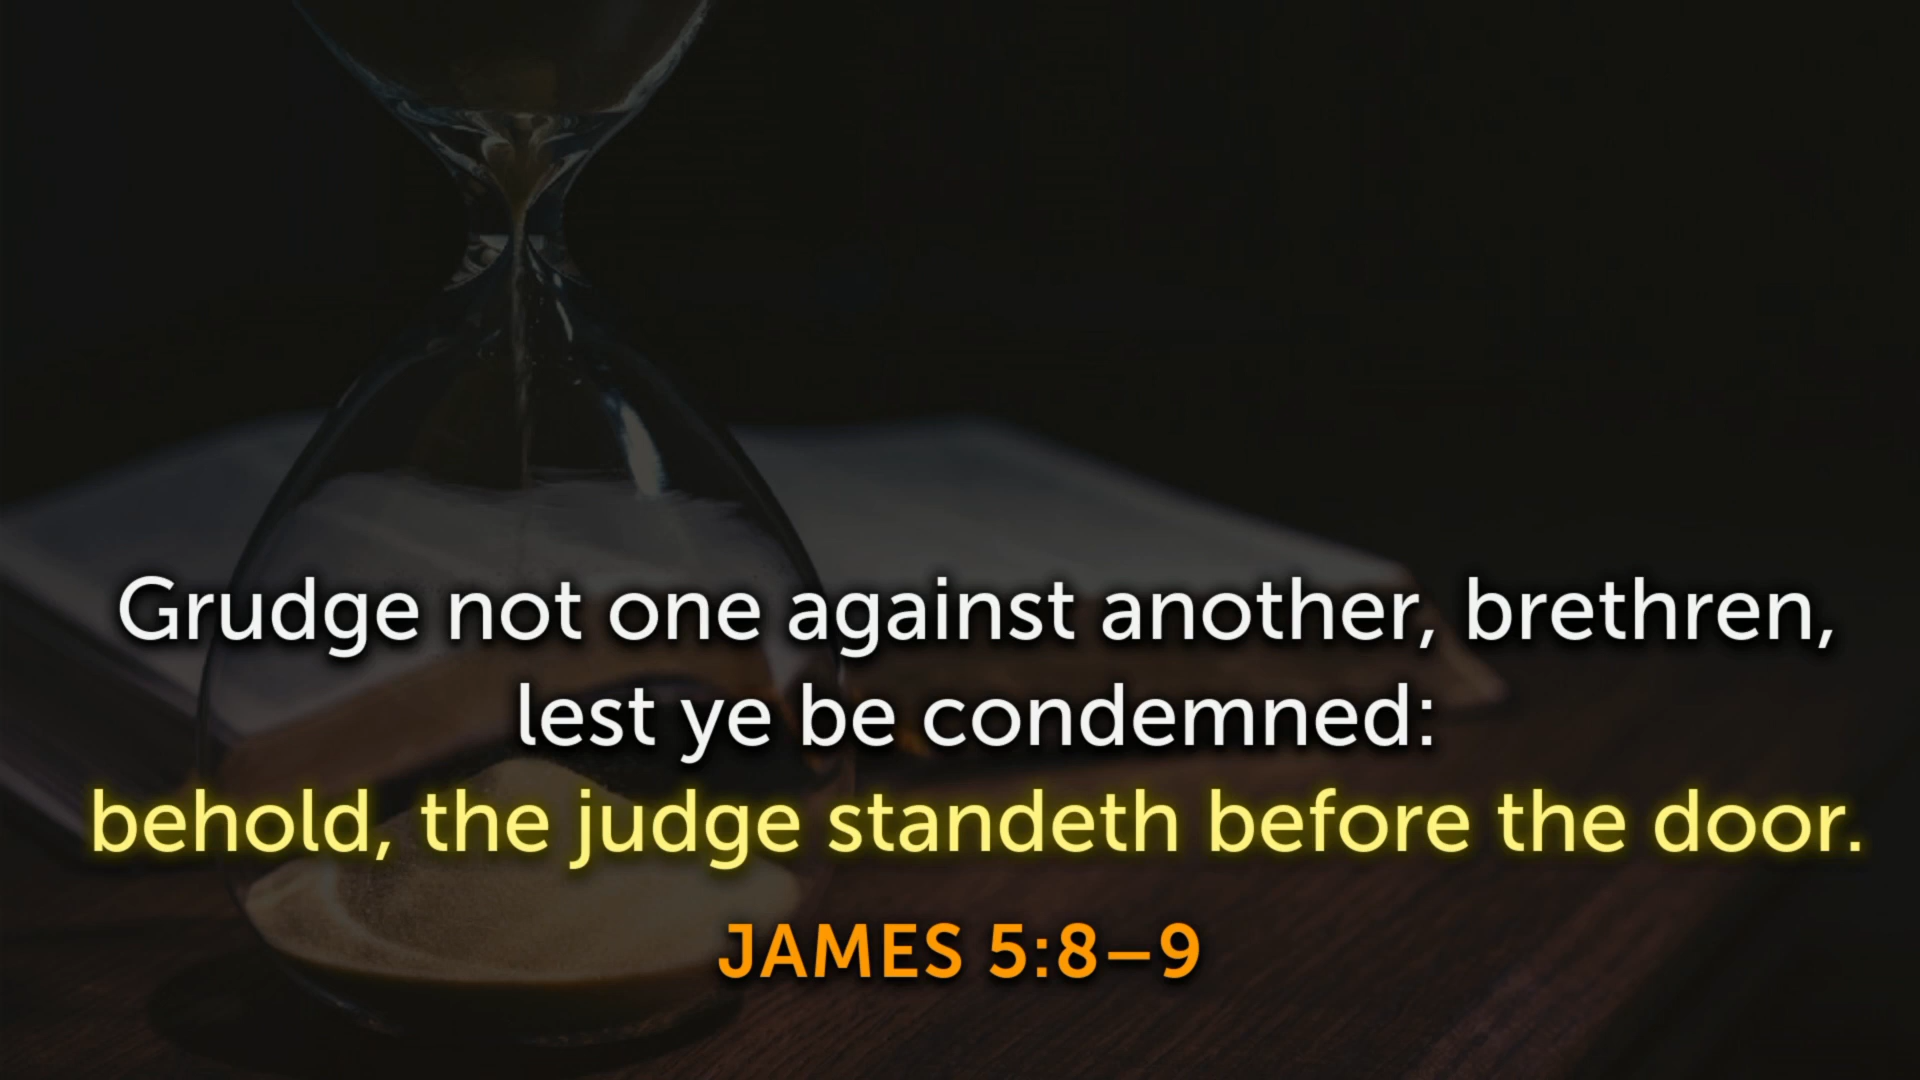 Grudge not one against another, brethren,
lest ye be condemned:
behold, the judge standeth before the door.
JAMES 5:8–9